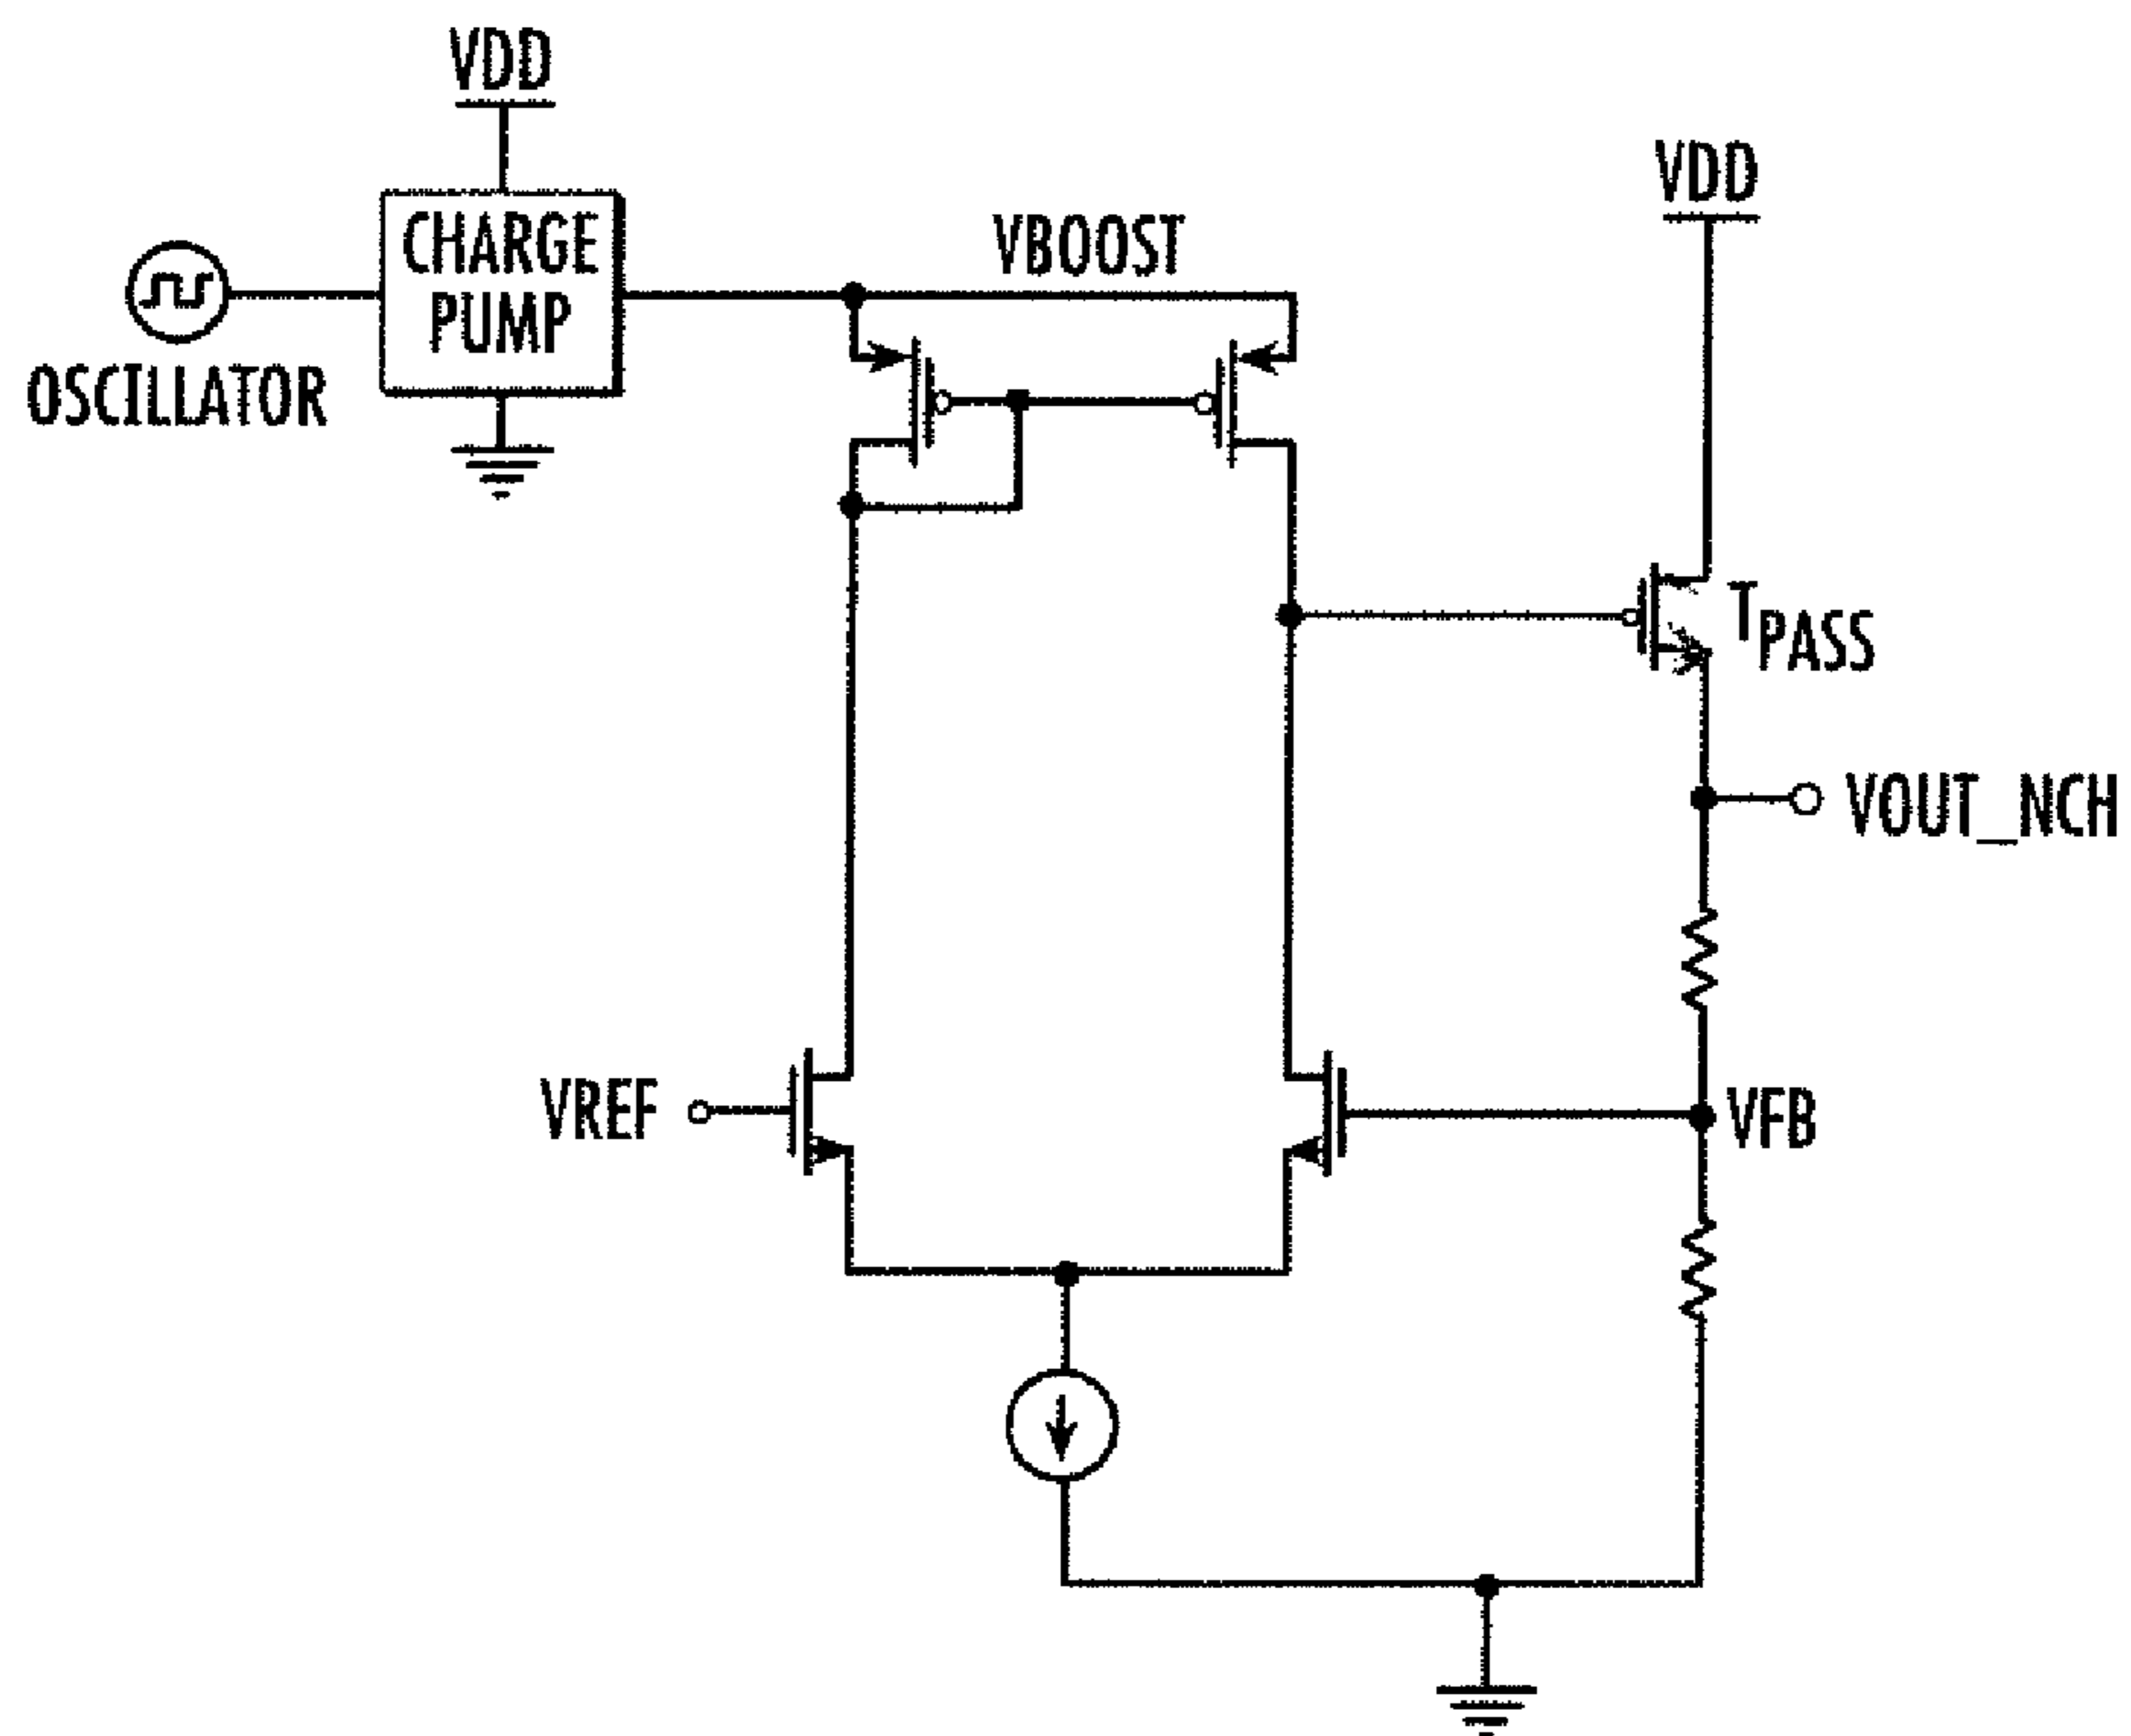 VDD
VDD
CHARGE
PUMP
VBOOST
OSCILLATOR
TPASS
VOUT_NCH
VREF
VFB